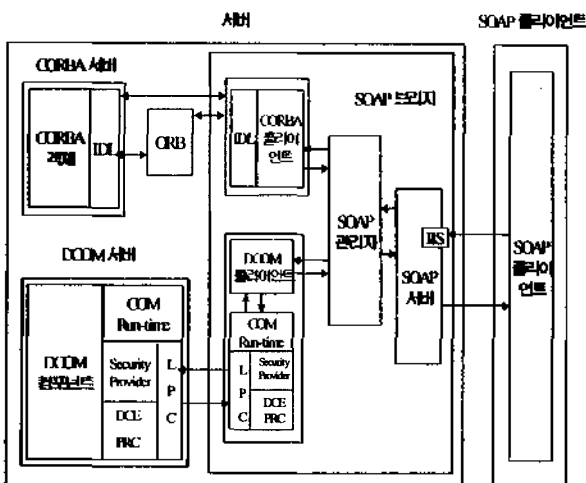 서버
SOAP 클라이언트
CORBA 서버
CORBA
객체
IDL
ORB
IDL
CORBA
클라이
언트
SOAP 브리지
SOAP
관리자
IIS
SOAP
서버
SOAP
클라이
언트
DCOM 서버
DCOM
컴포넌트
COM
Run-time
Security
Provider
DCE
PRC
L
P
C
DCOM
클라이언트
COM
Run-time
L
P
C
Security
Provider
DCE
PRC